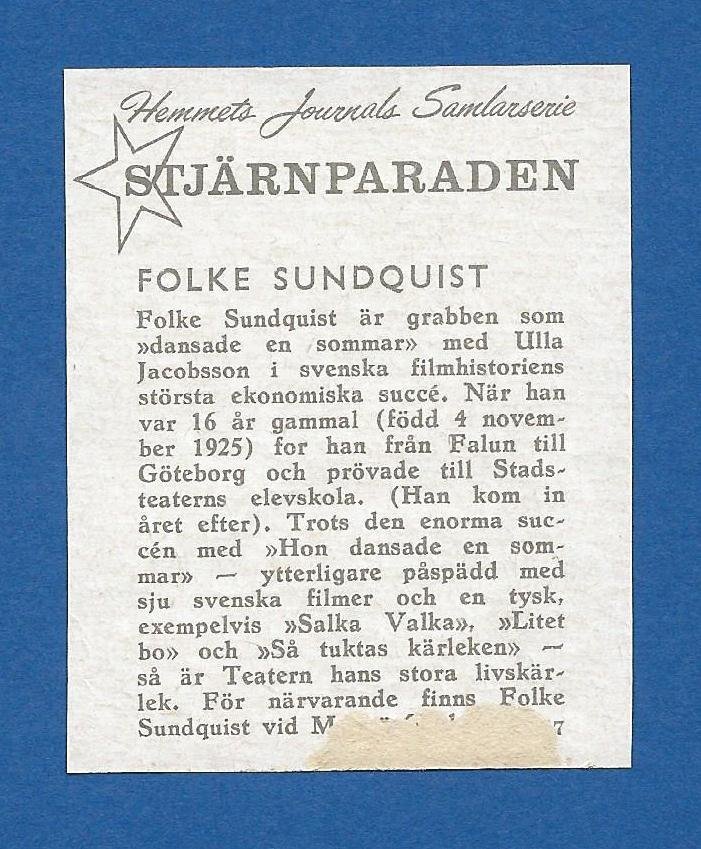 Hemmets Journals Samlarserie
STJÄRNPARADEN
FOLKE SUNDQUIST
Folke Sundquist är grabben som
»dansade en sommar» med Ulla
Jacobsson i svenska filmhistoriens
största ekonomiska succé. När han
var 16 år gammal (född 4 novem-
ber 1925) for han från Falun till
Göteborg och prövade till Stads-
teaterns elevskola. (Han kom in
året efter). Trots den enorma suc-
cén med »Hon dansade en som-
mar» — ytterligare påspädd med
sju svenska filmer och en tysk,
exempelvis »Salka Valka», »Litet
bo» och »Så tuktas kärleken» —
så är Teatern hans stora livskär-
lek. För närvarande finns Folke
Sundquist vid 7